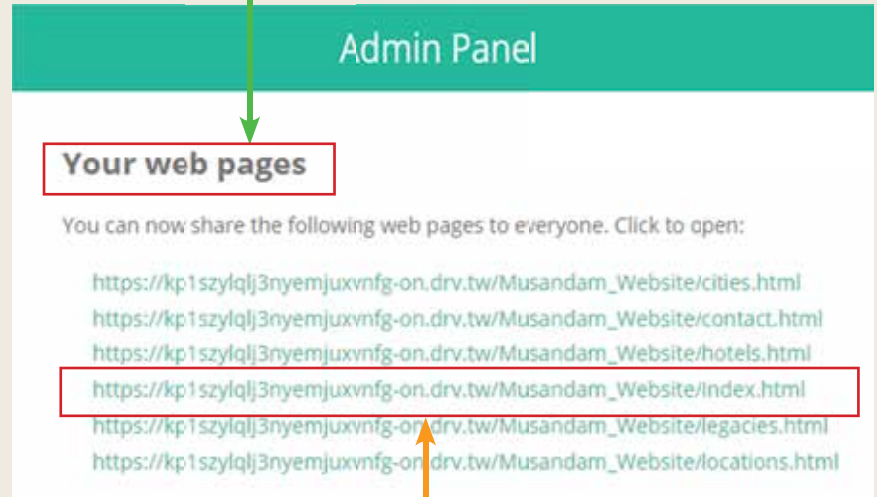 Admin Panel
Your web pages
You can now share the following web pages to everyone. Click to open:
https://kp1szylqlj3nyemjuxvnfg-on.drv.tw/Musandam_Website/cities.html
https://kp1szylqlj3nyemjuxvnfg-on.drv.tw/Musandam_Website/contact.html
https://kp1szylqlj3nyemjuxvnfg-on.drv.tw/Musandam_Website/hotels.html
https://kp1szylqlj3nyemjuxvnfg-on.drv.tw/Musandam_Website/index.html
https://kp1szylqlj3nyemjuxvnfg-on.drv.tw/Musandam_Website/legacies.html
https://kp1szylqlj3nyemjuxvnfg-on.drv.tw/Musandam_Website/locations.html